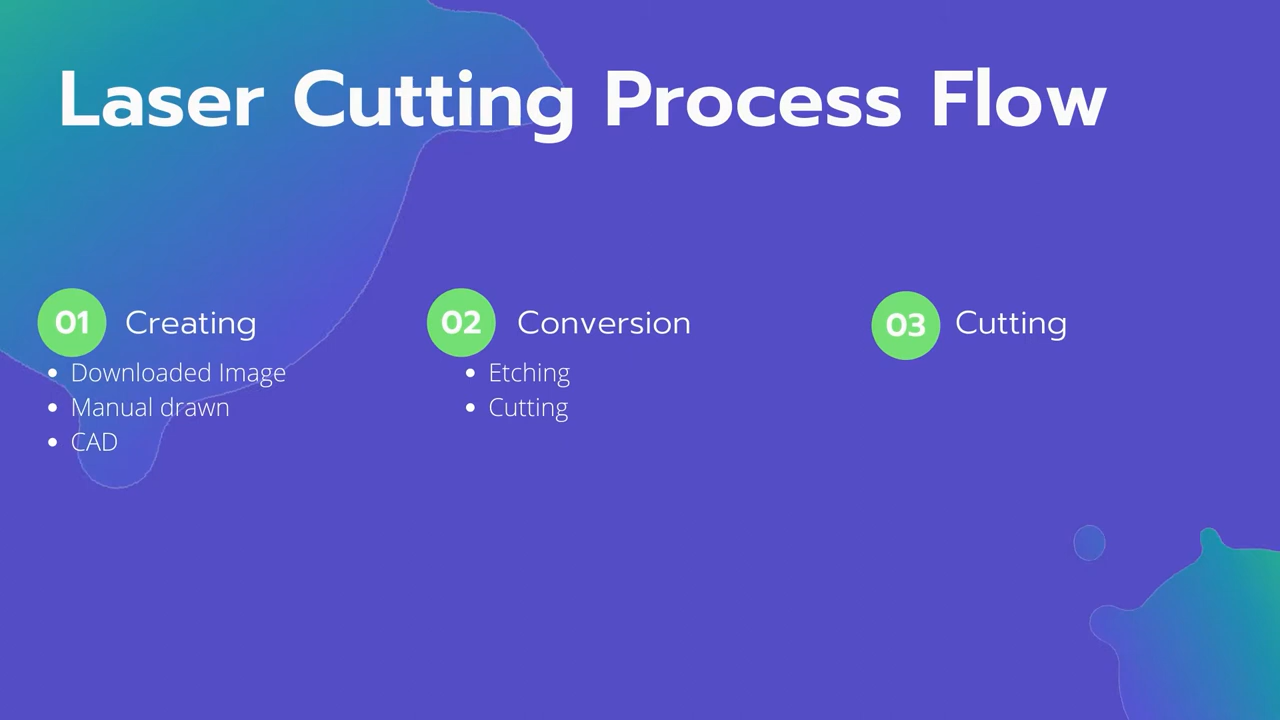 Laser Cutting Process Flow
01 Creating
• Downloaded Image
• Manual drawn
• CAD
02 Conversion
• Etching
• Cutting
03 Cutting